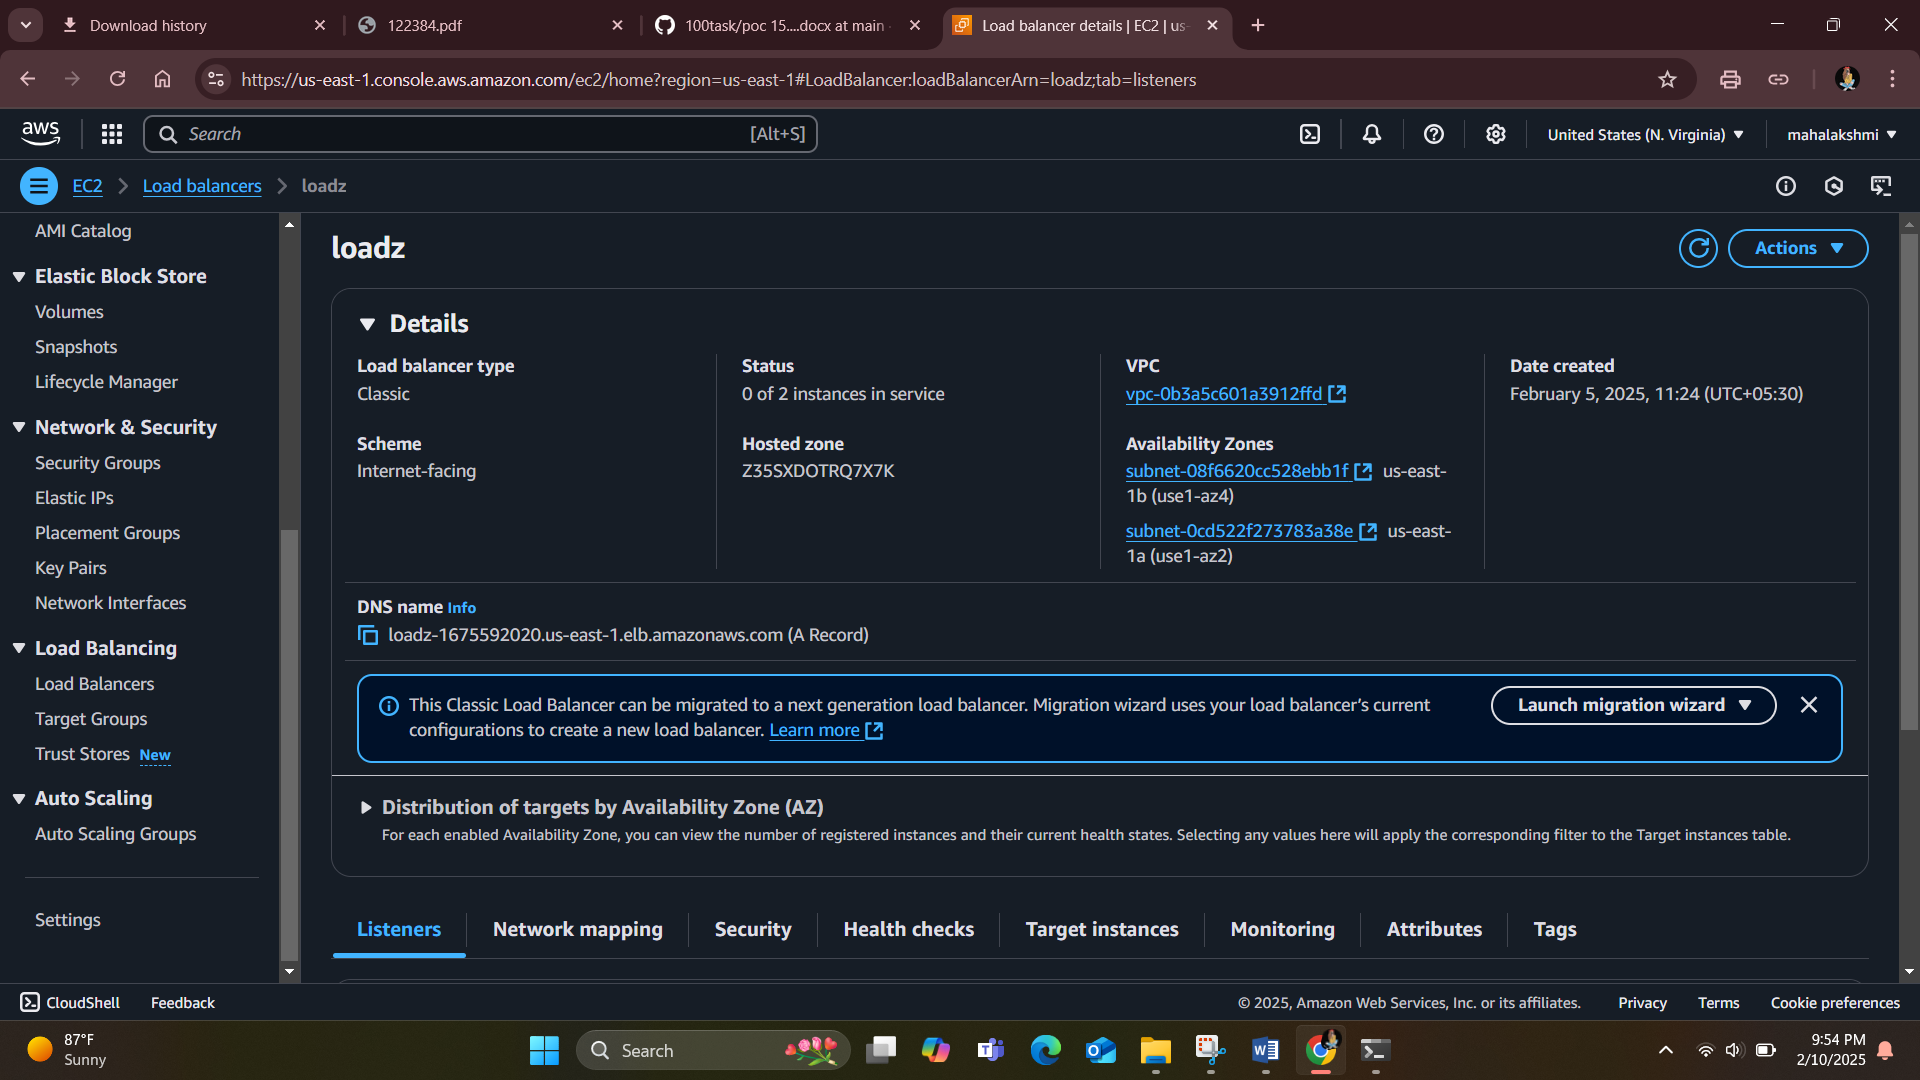 Download history
122384.pdf
100task/poc 15....docx at main
Load balancer details | EC2 | us-
https://us-east-1.console.aws.amazon.com/ec2/home?region=us-east-1#LoadBalancer:loadBalancerArn=loadz;tab=listeners
aws
Search
[Alt+S]
United States (N. Virginia)
mahalakshmi
EC2
Load balancers
loadz
AMI Catalog
Elastic Block Store
Volumes
Snapshots
Lifecycle Manager
Network & Security
Security Groups
Elastic IPs
Placement Groups
Key Pairs
Network Interfaces
Load Balancing
Load Balancers
Target Groups
Trust Stores New
Auto Scaling
Auto Scaling Groups
Settings
loadz
Actions
Details
Load balancer type
Classic
Scheme
Internet-facing
Status
0 of 2 instances in service
Hosted zone
Z35SXDOTRQ7X7K
VPC
vpc-0b3a5c601a3912ffd
Availability Zones
subnet-08f6620cc528ebb1f us-east-
1b (use1-az4)
subnet-0cd522f273783a38e us-east-
1a (use1-az2)
Date created
February 5, 2025, 11:24 (UTC+05:30)
DNS name Info
loadz-1675592020.us-east-1.elb.amazonaws.com (A Record)
This Classic Load Balancer can be migrated to a next generation load balancer. Migration wizard uses your load balancer's current
configurations to create a new load balancer. Learn more
Launch migration wizard
Distribution of targets by Availability Zone (AZ)
For each enabled Availability Zone, you can view the number of registered instances and their current health states. Selecting any values here will apply the corresponding filter to the Target instances table.
Listeners
Network mapping
Security
Health checks
Target instances
Monitoring
Attributes
Tags
CloudShell
Feedback
© 2025, Amazon Web Services, Inc. or its affiliates.
Privacy
Terms
Cookie preferences
87°F
Sunny
Search
9:54 PM
2/10/2025